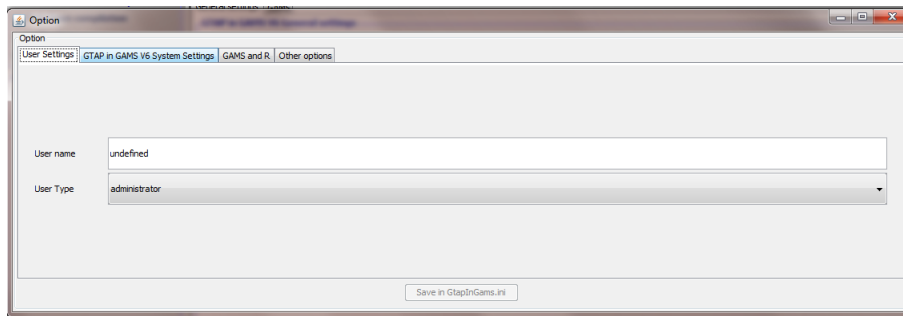 Option
Option
User Settings GTAP in GAMS V6 System Settings GAMS and R Other options
User name undefined
User Type administrator
Save in GtapInGams.ini